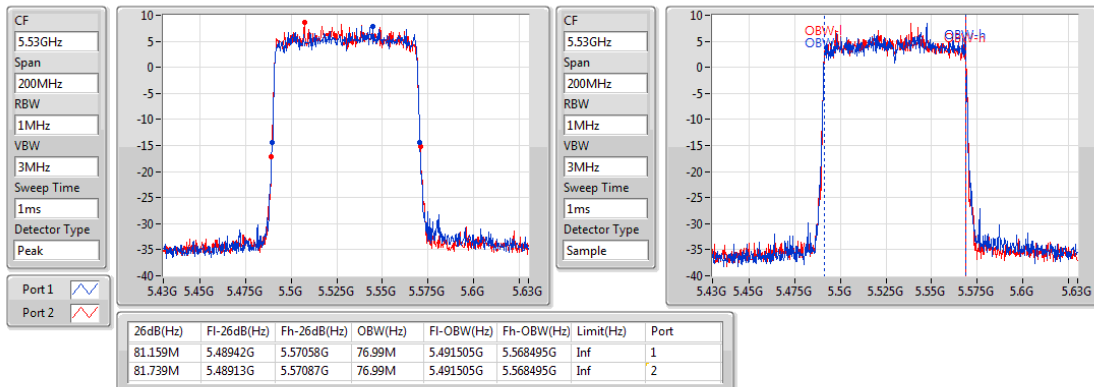 CF
5.53GHz
Span
200MHz
RBW
1MHz
VBW
3MHz
Sweep Time
1ms
Detector Type
Peak
Port 1
Port 2
10
5
0
-5
-10
-15
-20
-25
-30
-35
-40
5.43G 5.45G 5.475G 5.5G 5.525G 5.55G 5.575G 5.6G 5.63G
CF
5.53GHz
Span
200MHz
RBW
1MHz
VBW
3MHz
Sweep Time
1ms
Detector Type
Sample
10
5
0
-5
-10
-15
-20
-25
-30
-35
-40
OBW-h
5.43G 5.45G 5.475G 5.5G 5.525G 5.55G 5.575G 5.6G 5.63G
26dB(Hz) Fl-26dB(Hz) Fh-26dB(Hz) OBW(Hz) Fl-OBW(Hz) Fh-OBW(Hz) Limit(Hz) Port
81.159M 5.48942G 5.57058G 76.99M 5.491505G 5.568495G Inf 1
81.739M 5.48913G 5.57087G 76.99M 5.491505G 5.568495G Inf 2